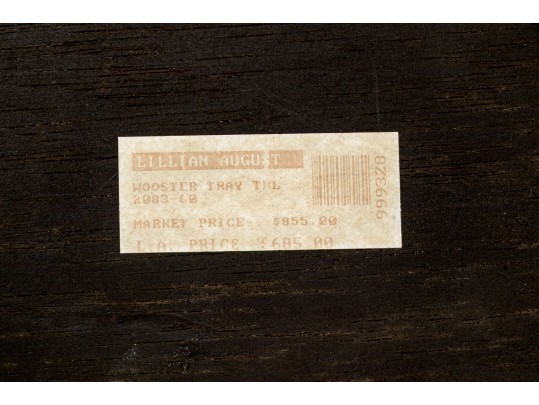 LILLIAN AUGUST
WOOSTER TRAY TBL
2083-60
MARKET PRICE- $855.00
L.A. PRICE $685.00
999328